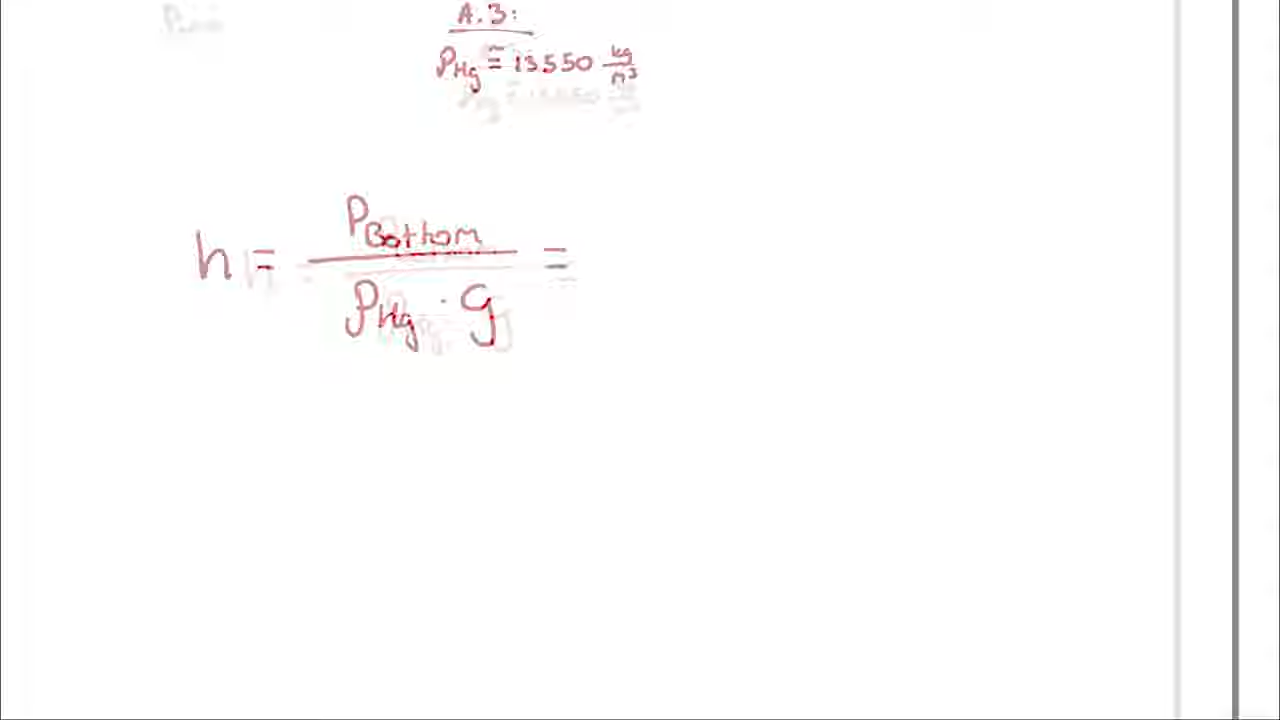 A.3:
ρHg ≅ 13550 kg/m³
h = PBottom / ρHg · g =